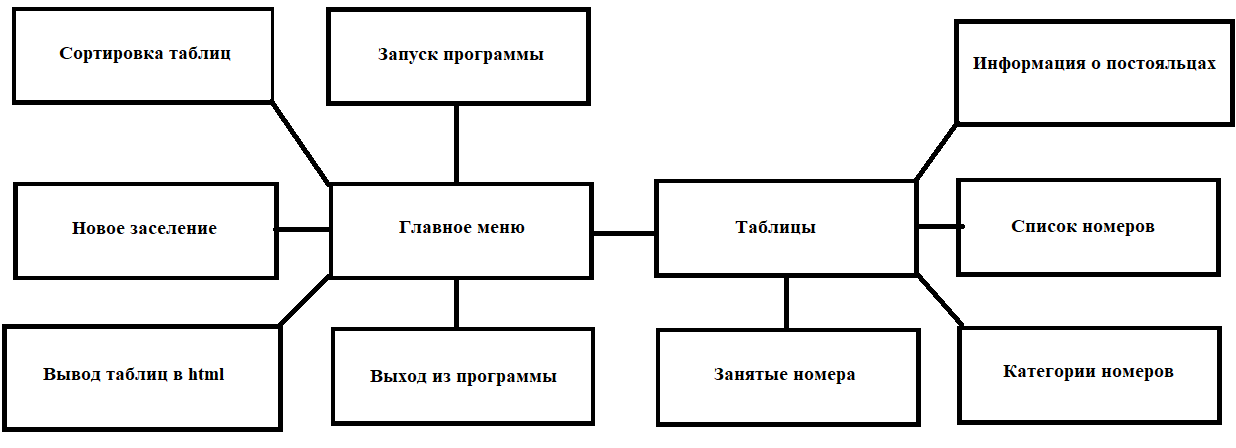 Сортировка таблиц
Запуск программы
Информация о постояльцах
Новое заселение
Главное меню
Таблицы
Список номеров
Вывод таблиц в html
Выход из программы
Занятые номера
Категории номеров